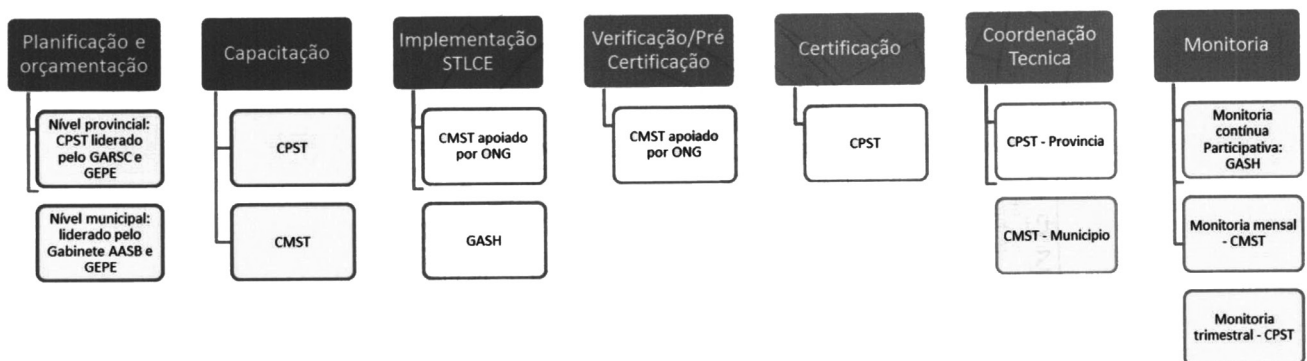 Planificação e
orçamentação
Nível provincial:
CPST liderado
pelo GARSC e
GEPE
Nível municipal:
liderado pelo
Gabinete AASB e
GEPE
Capacitação
CPST
CMST
Implementação
STLCE
CMST apoiado
por ONG
GASH
Verificação/Pré
Certificação
CMST apoiado
por ONG
Certificação
CPST
Coordenação
Tecnica
CPST - Provincia
CMST - Municipio
Monitoria
Monitoria
contínua
Participativa:
GASH
Monitoria mensal
- CMST
Monitoria
trimestral - CPST